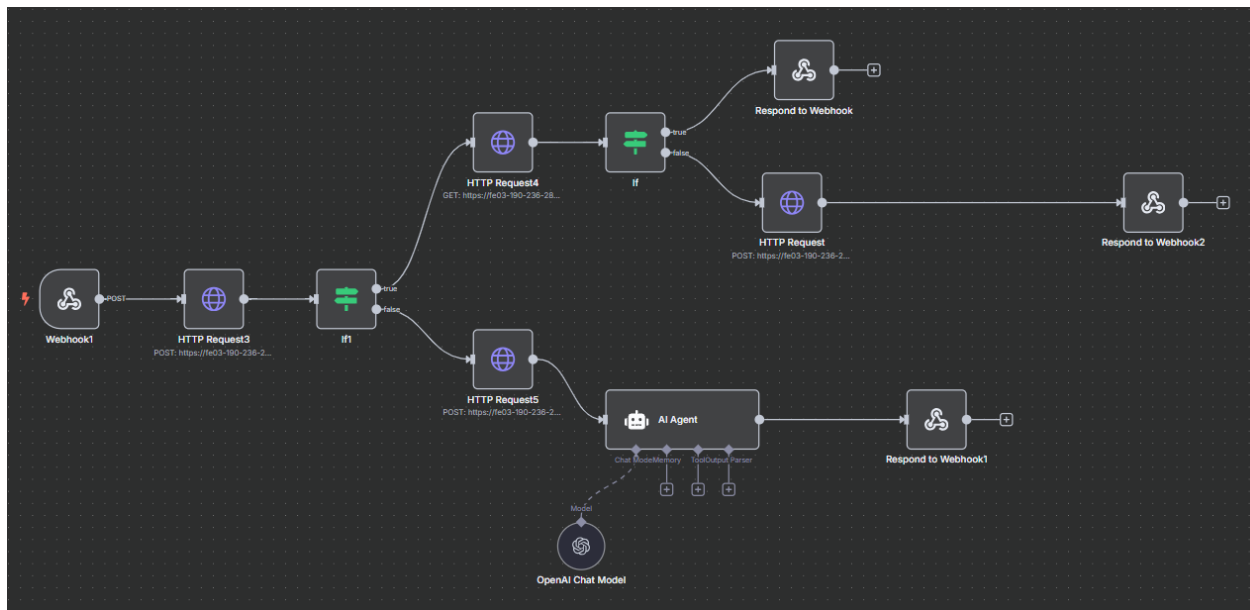 Respond to Webhook
true
false
HTTP Request4
GET: https://fe03-190-236-28...
If
HTTP Request
POST: https://fe03-190-236-2...
Respond to Webhook2
POST
true
false
Webhook1
HTTP Request3
POST: https://fe03-190-236-2...
If1
HTTP Request5
POST: https://fe03-190-236-2...
AI Agent
Chat Model
Memory
Tool
Output Parser
Respond to Webhook1
Model
OpenAI Chat Model